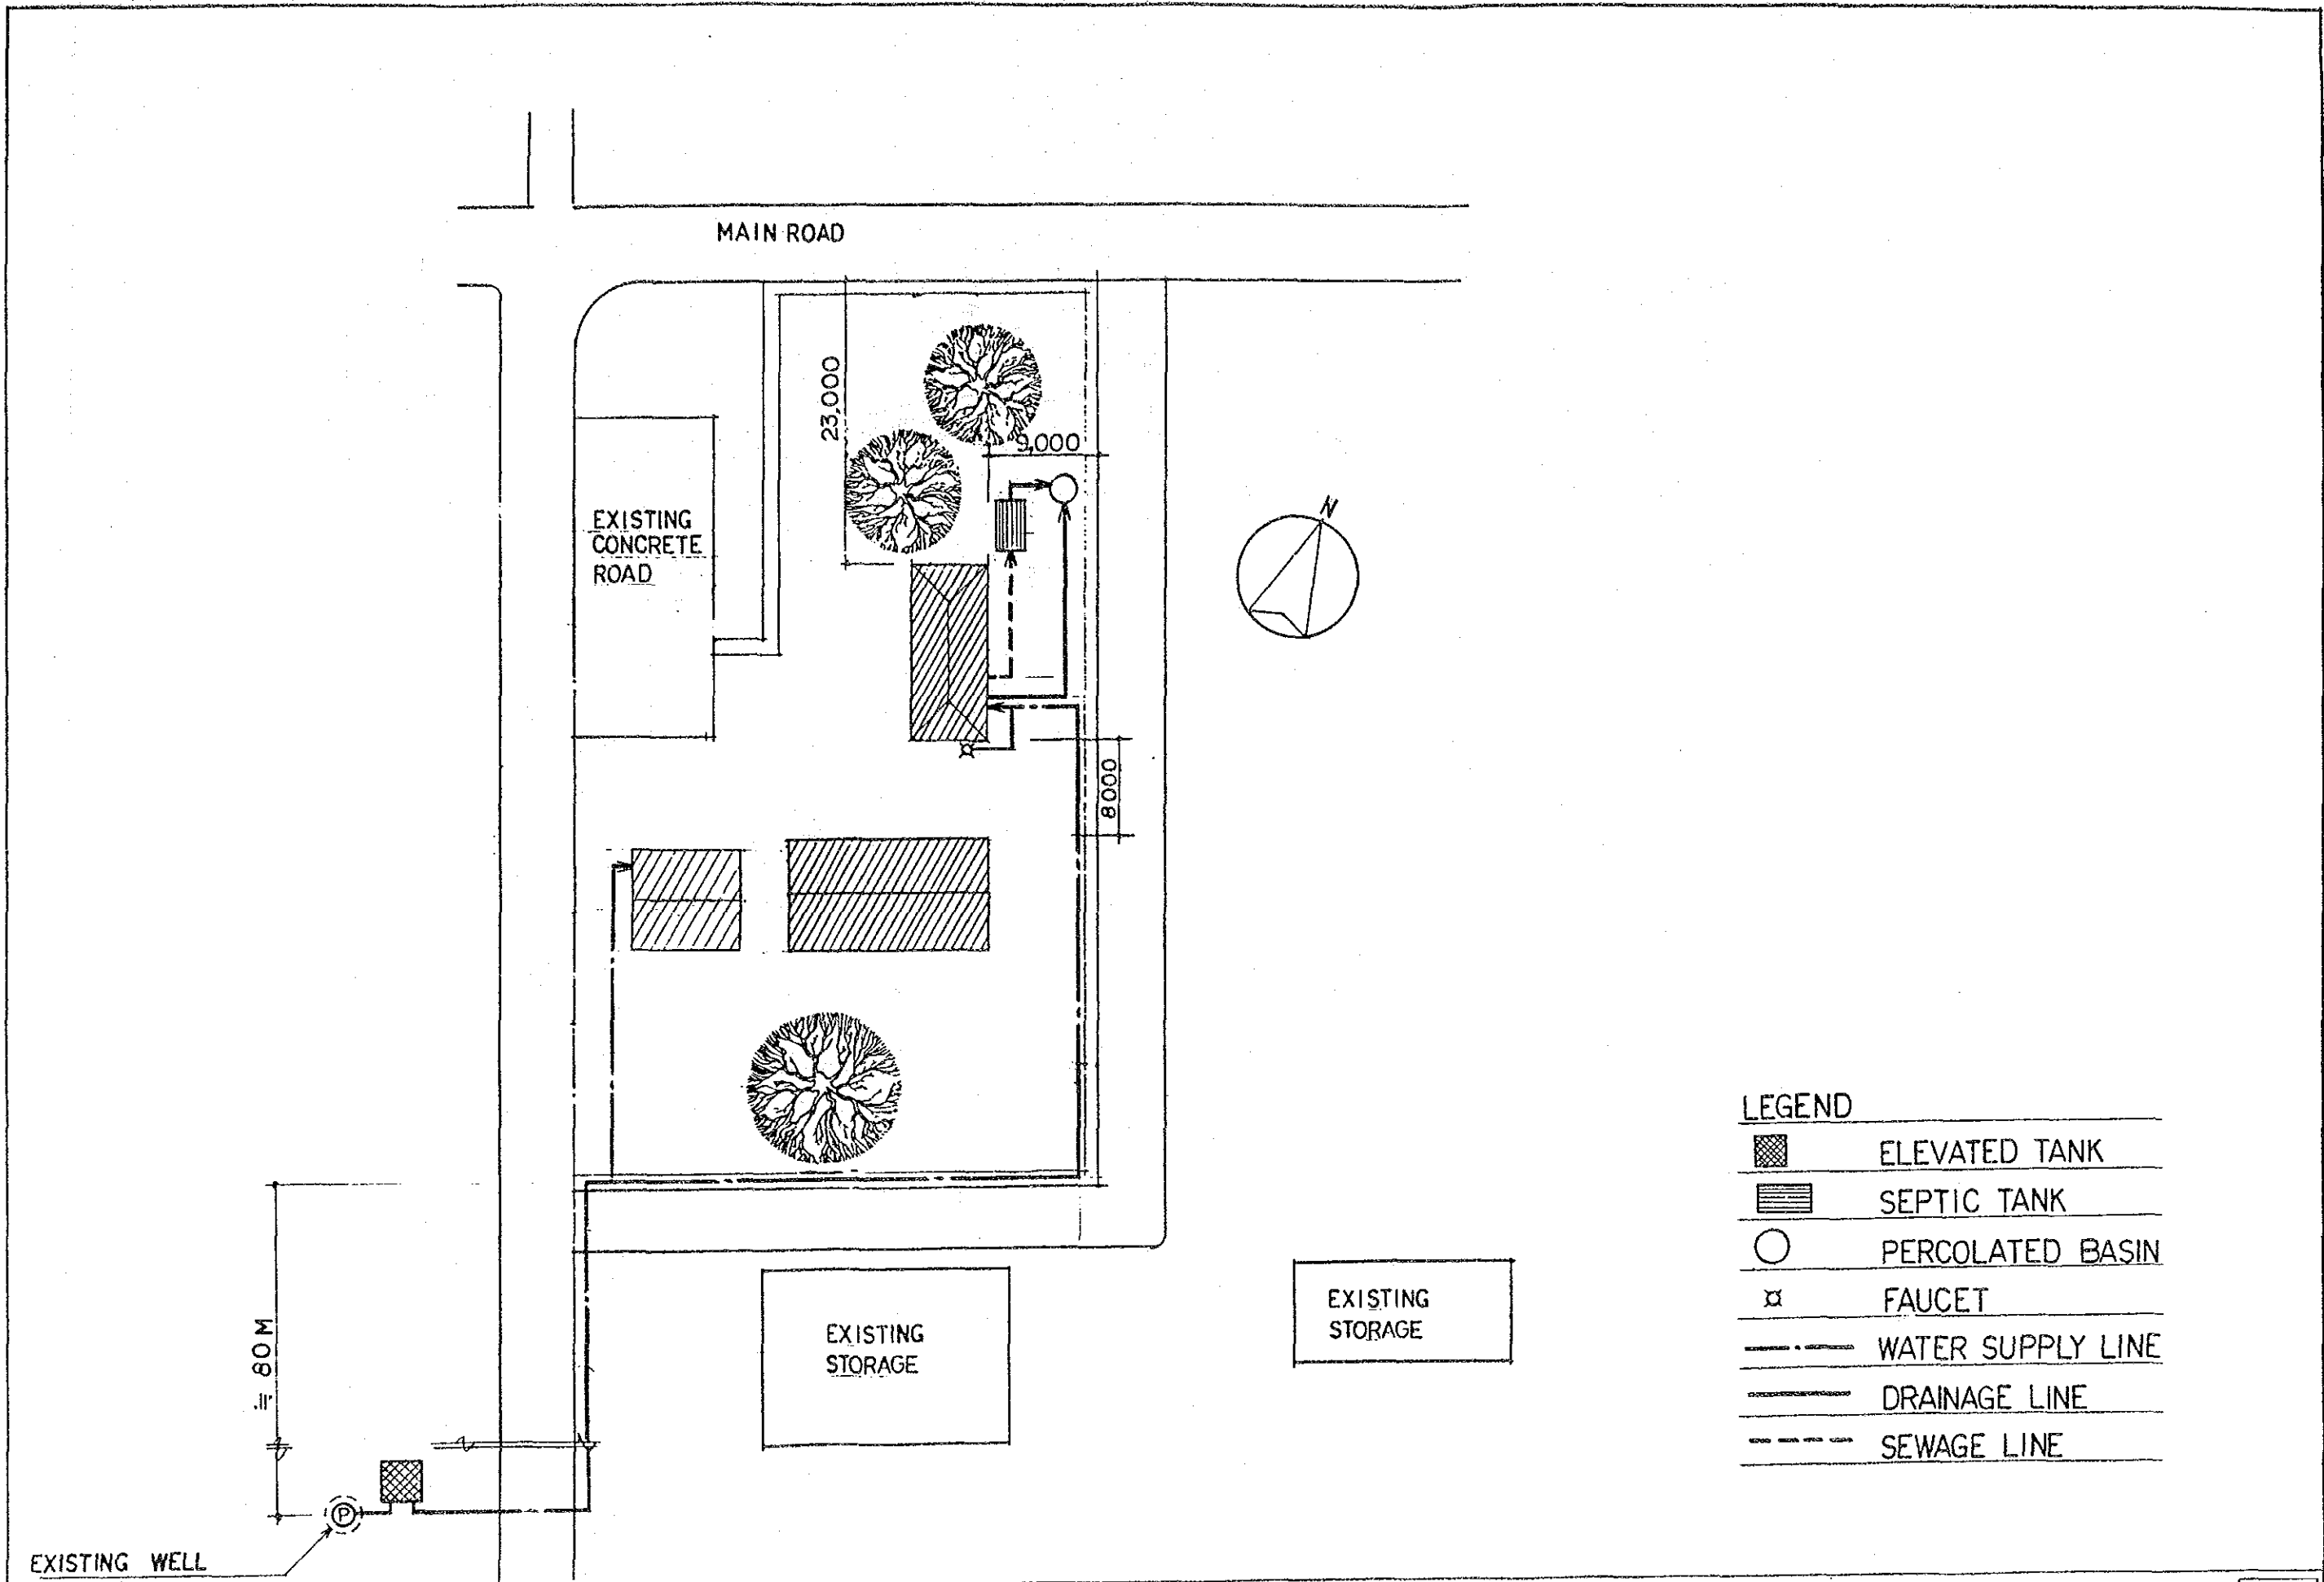 MAIN ROAD
23,000
9,000
EXISTING
CONCRETE
ROAD
N
8000
LEGEND
ELEVATED TANK
SEPTIC TANK
PERCOLATED BASIN
FAUCET
WATER SUPPLY LINE
DRAINAGE LINE
SEWAGE LINE
EXISTING
STORAGE
EXISTING
STORAGE
≒ 80M
P
EXISTING WELL